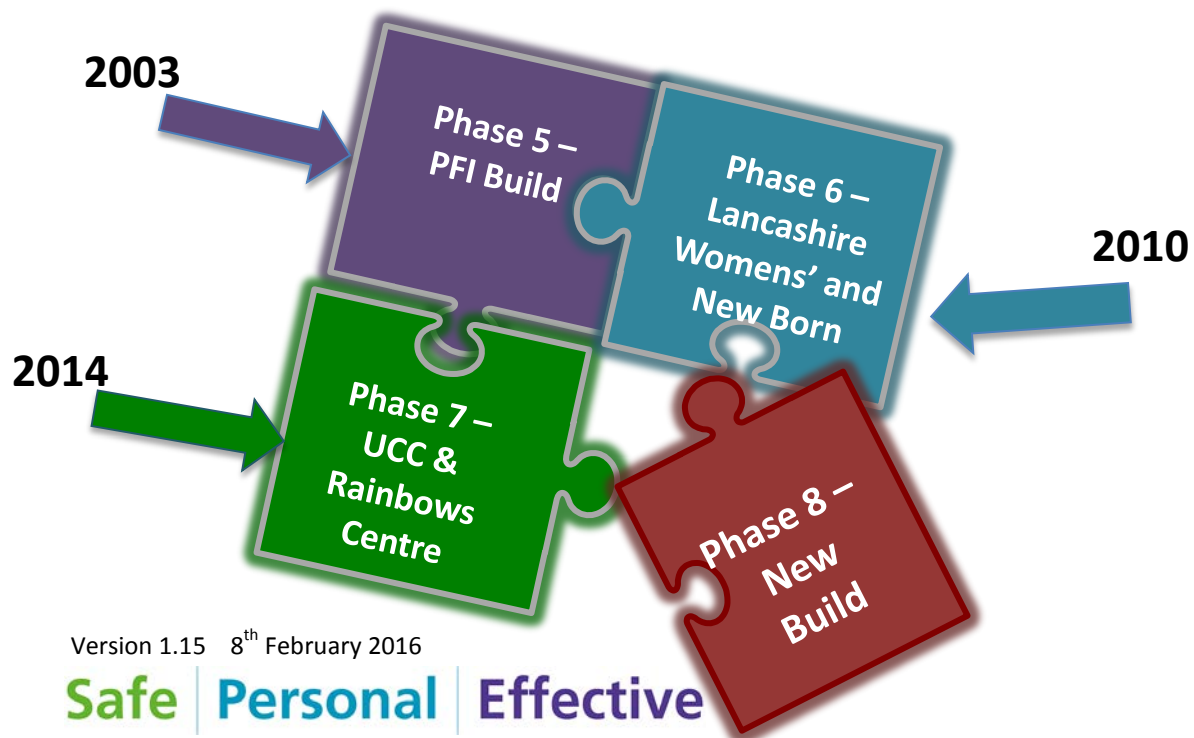 2003
Phase 5 –
PFI Build
Phase 6 –
Lancashire
Womens’ and
New Born
2010
2014
Phase 7 –
UCC &
Rainbows
Centre
Phase 8 –
New
Build
Version 1.15 8th February 2016
Safe Personal Effective